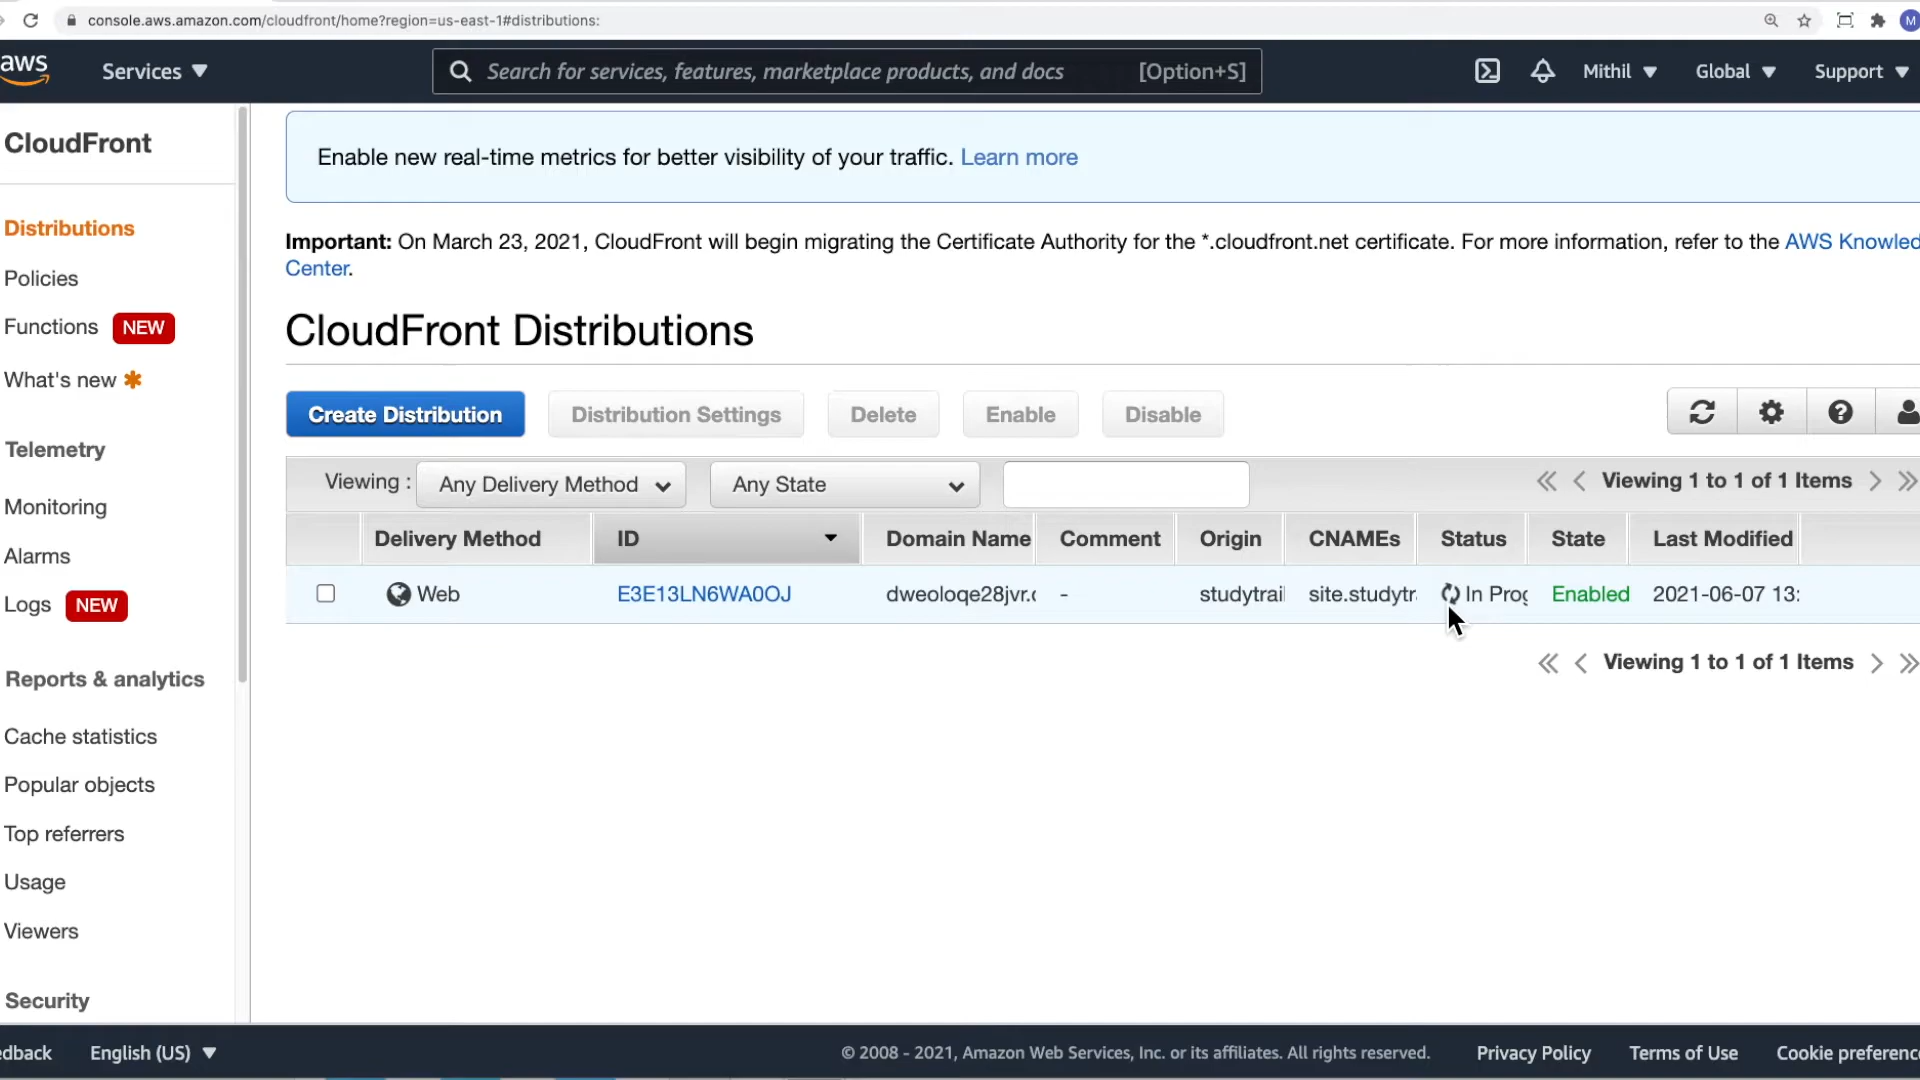 console.aws.amazon.com/cloudfront/home?region=us-east-1#distributions:
M
aws
Services
Search for services, features, marketplace products, and docs [Option+S]
Mithil
Global
Support
CloudFront
Distributions
Policies
Functions NEW
What's new
Telemetry
Monitoring
Alarms
Logs NEW
Reports & analytics
Cache statistics
Popular objects
Top referrers
Usage
Viewers
Security
Enable new real-time metrics for better visibility of your traffic. Learn more
Important: On March 23, 2021, CloudFront will begin migrating the Certificate Authority for the *.cloudfront.net certificate. For more information, refer to the AWS Knowled
Center.
CloudFront Distributions
Create Distribution Distribution Settings Delete Enable Disable
Viewing : Any Delivery Method Any State Viewing 1 to 1 of 1 Items
Delivery Method ID Domain Name Comment Origin CNAMEs Status State Last Modified
Web E3E13LN6WA0OJ dweoloqe28jvr.c - studytrail site.studytr In Prog Enabled 2021-06-07 13:
Viewing 1 to 1 of 1 Items
edback English (US) © 2008 - 2021, Amazon Web Services, Inc. or its affiliates. All rights reserved. Privacy Policy Terms of Use Cookie preferenc